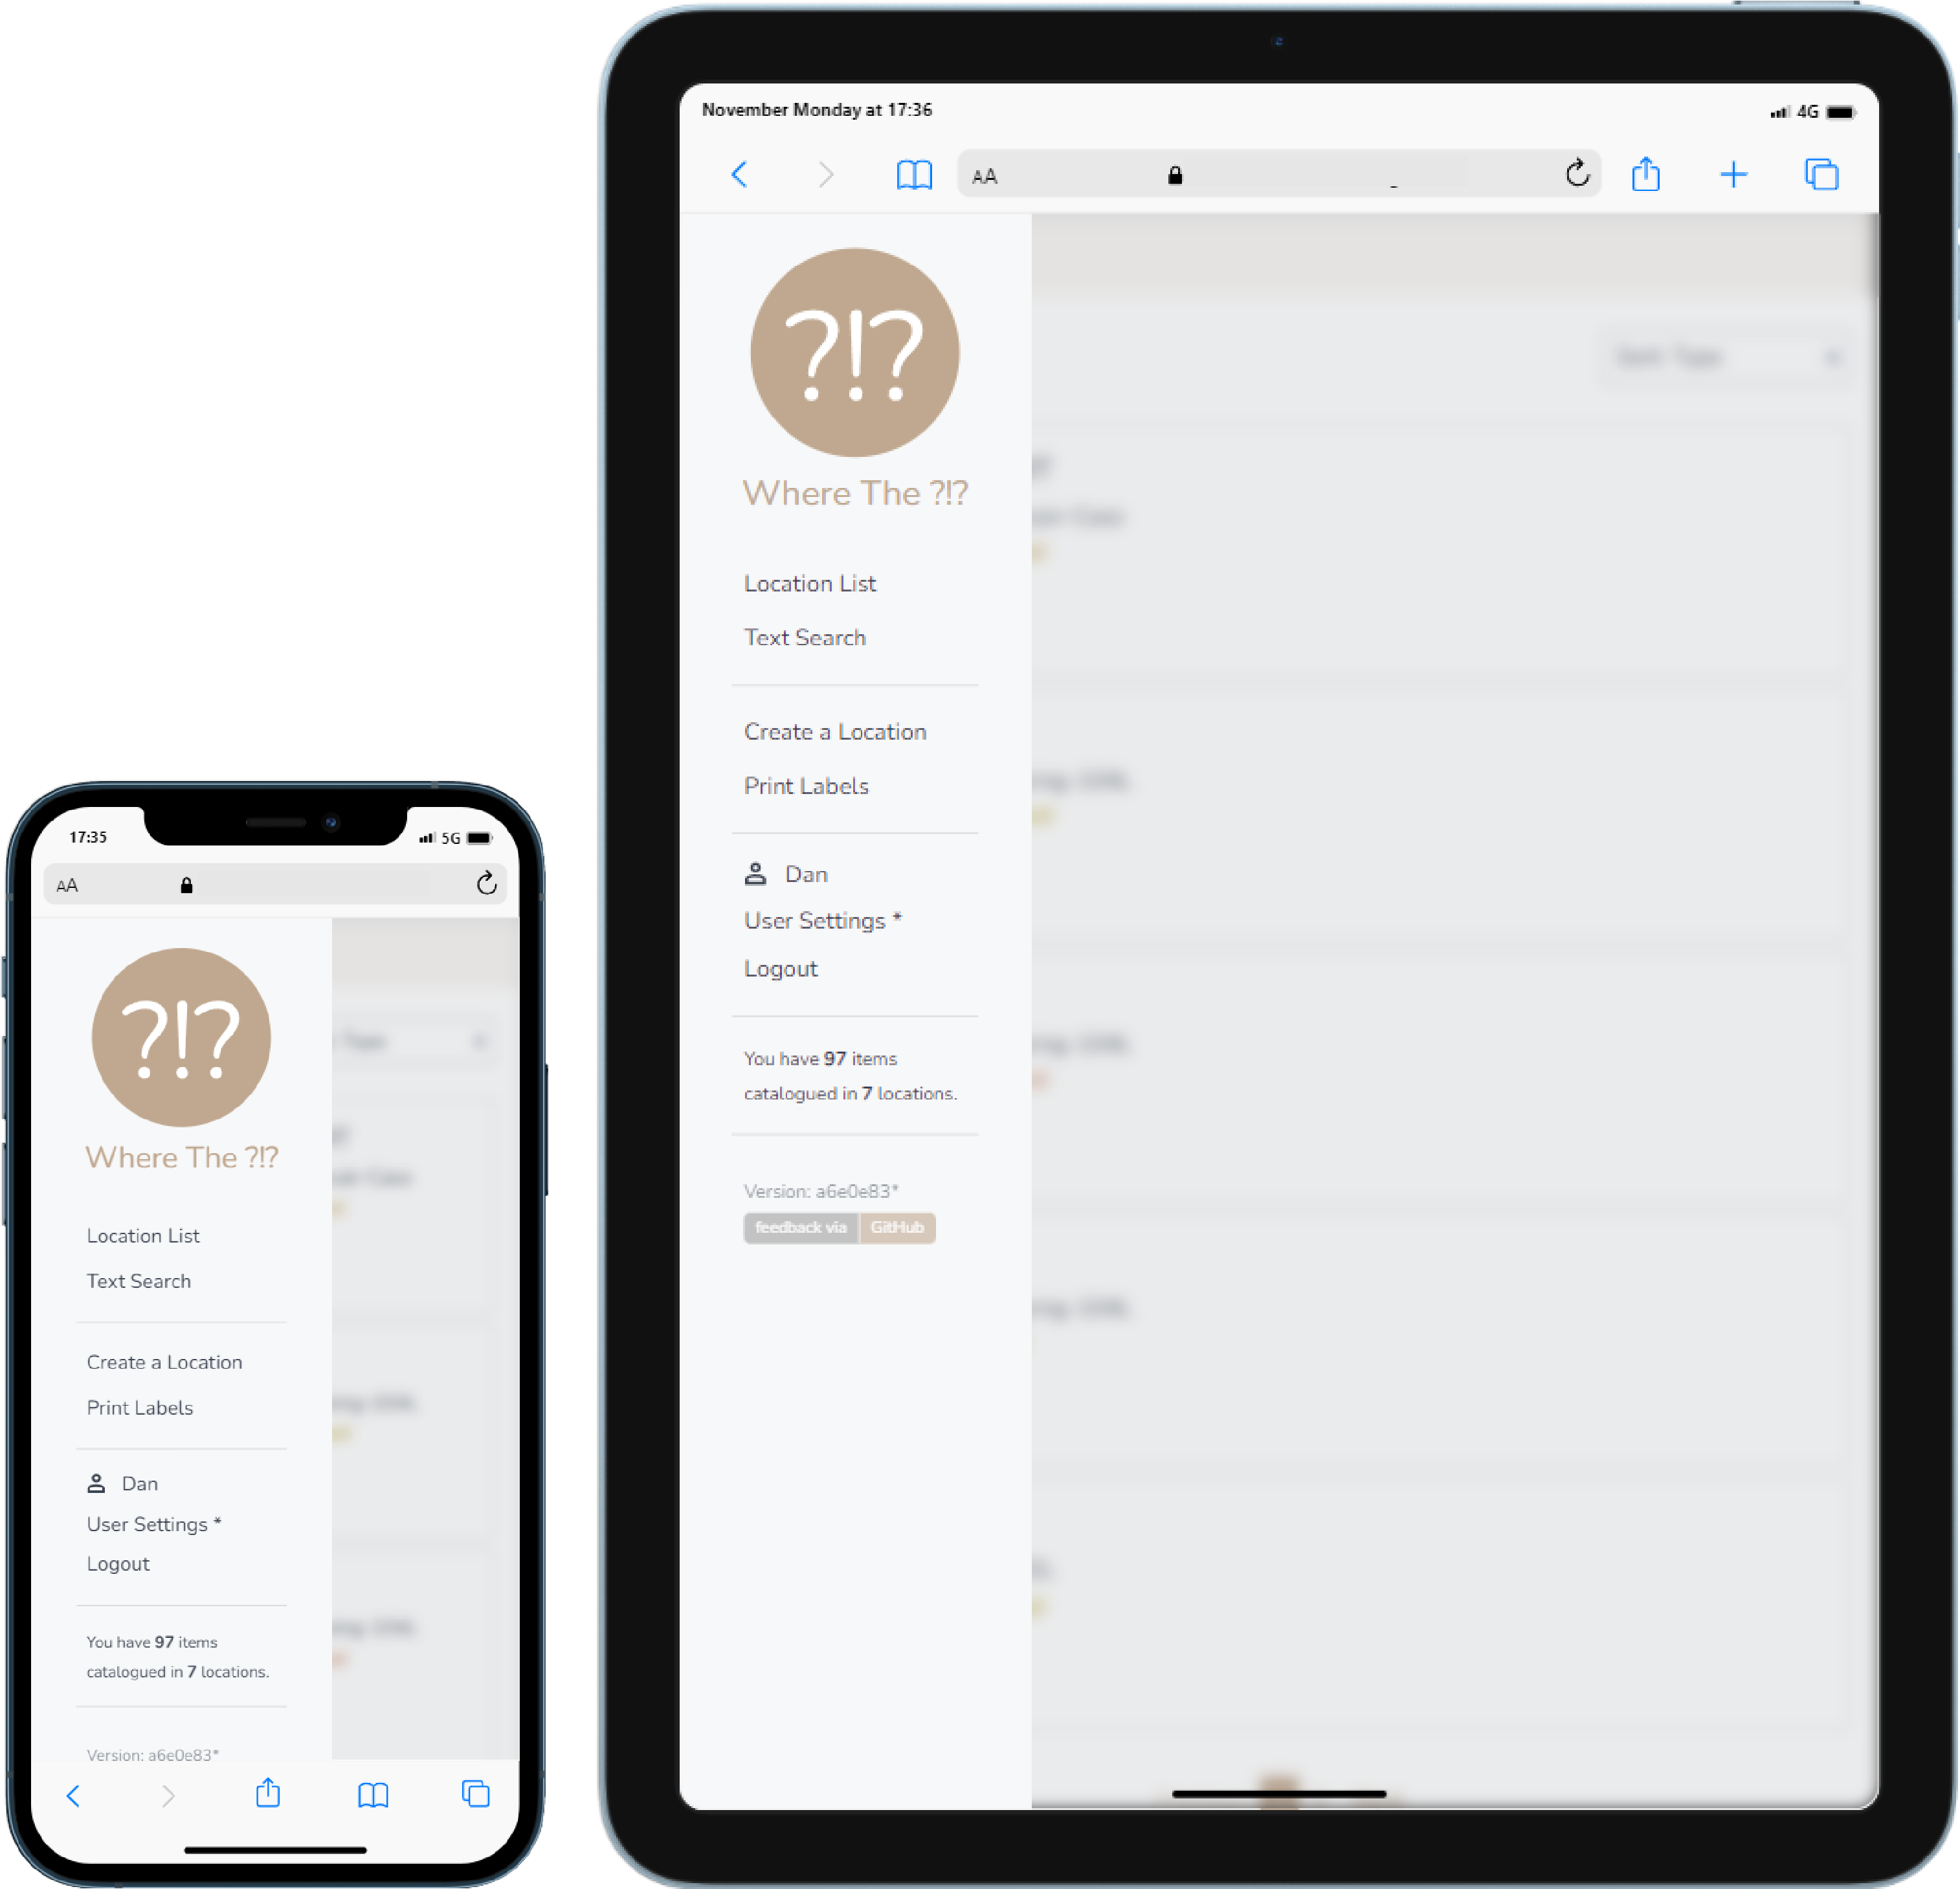 17:35
5G
AA
?!?
Where The ?!?
Location List
Text Search
Create a Location
Print Labels
Dan
User Settings *
Logout
You have 97 items
catalogued in 7 locations.
Version: a6e0e83*
November Monday at 17:36
4G
AA
?!?
Where The ?!?
Location List
Text Search
Create a Location
Print Labels
Dan
User Settings *
Logout
You have 97 items
catalogued in 7 locations.
Version: a6e0e83*
feedback via GitHub